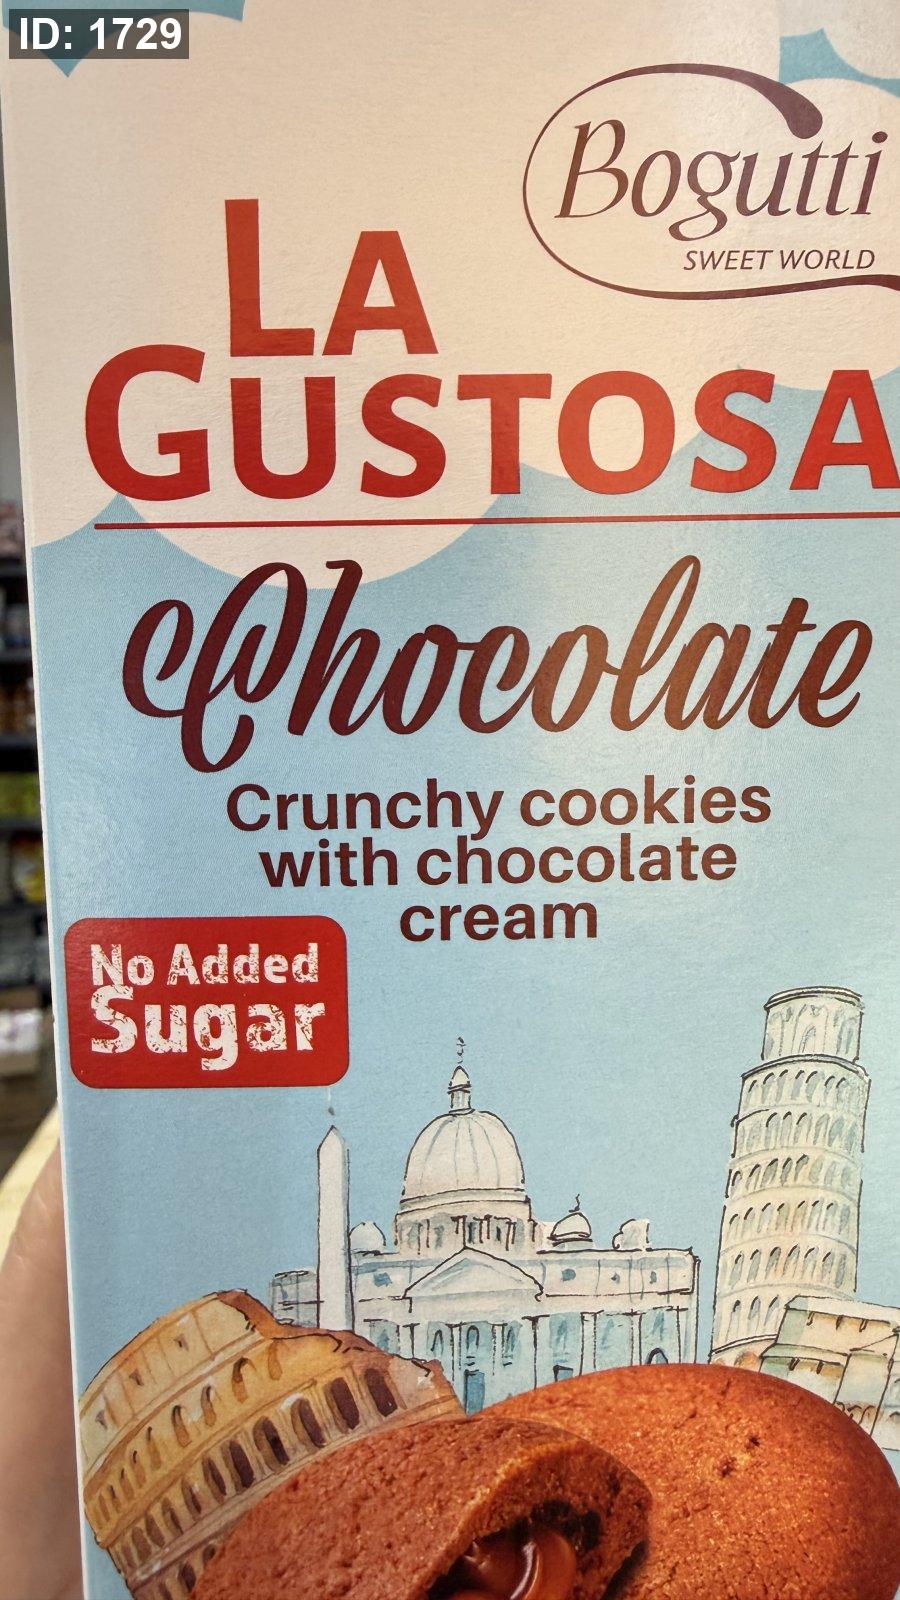 ID: 1729
Bogutti
SWEET WORLD
LA
GUSTOSA
Chocolate
Crunchy cookies
with chocolate
cream
No Added
Sugar